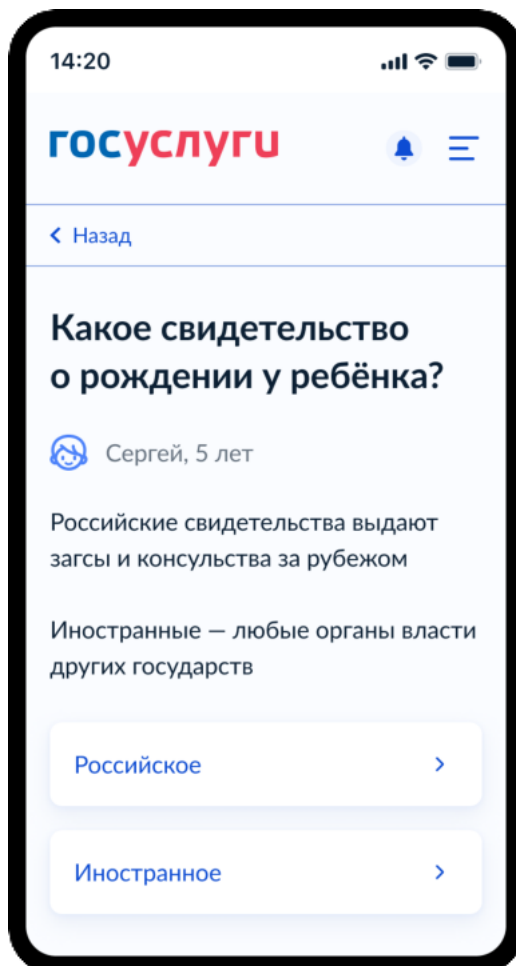 14:20
госуслуги
Назад
Какое свидетельство
о рождении у ребёнка?
Сергей, 5 лет
Российские свидетельства выдают
загсы и консульства за рубежом
Иностранные — любые органы власти
других государств
Российское
Иностранное